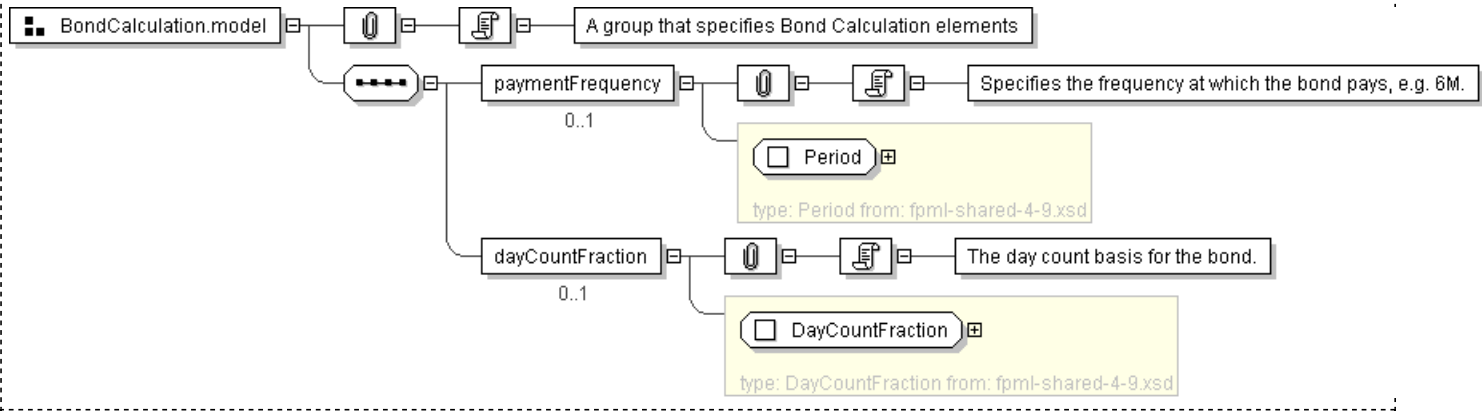 BondCalculation.model
A group that specifies Bond Calculation elements
paymentFrequency
Specifies the frequency at which the bond pays, e.g. 6M.
0..1
Period
type: Period from: fpml-shared-4-9.xsd
dayCountFraction
The day count basis for the bond.
0..1
DayCountFraction
type: DayCountFraction from: fpml-shared-4-9.xsd